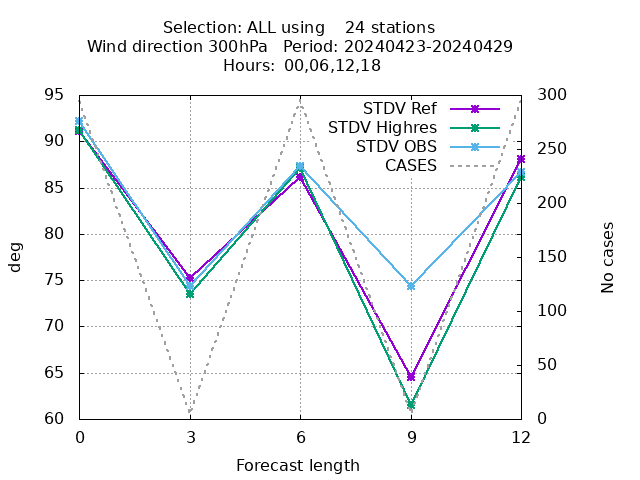 Selection: ALL using    24 stations
Wind direction 300hPa   Period: 20240423-20240429
Hours:  00,06,12,18
STDV Ref
STDV Highres
STDV OBS
CASES
95
90
85
80
75
70
65
60
300
250
200
150
100
50
0
deg
No cases
0
3
6
9
12
Forecast length